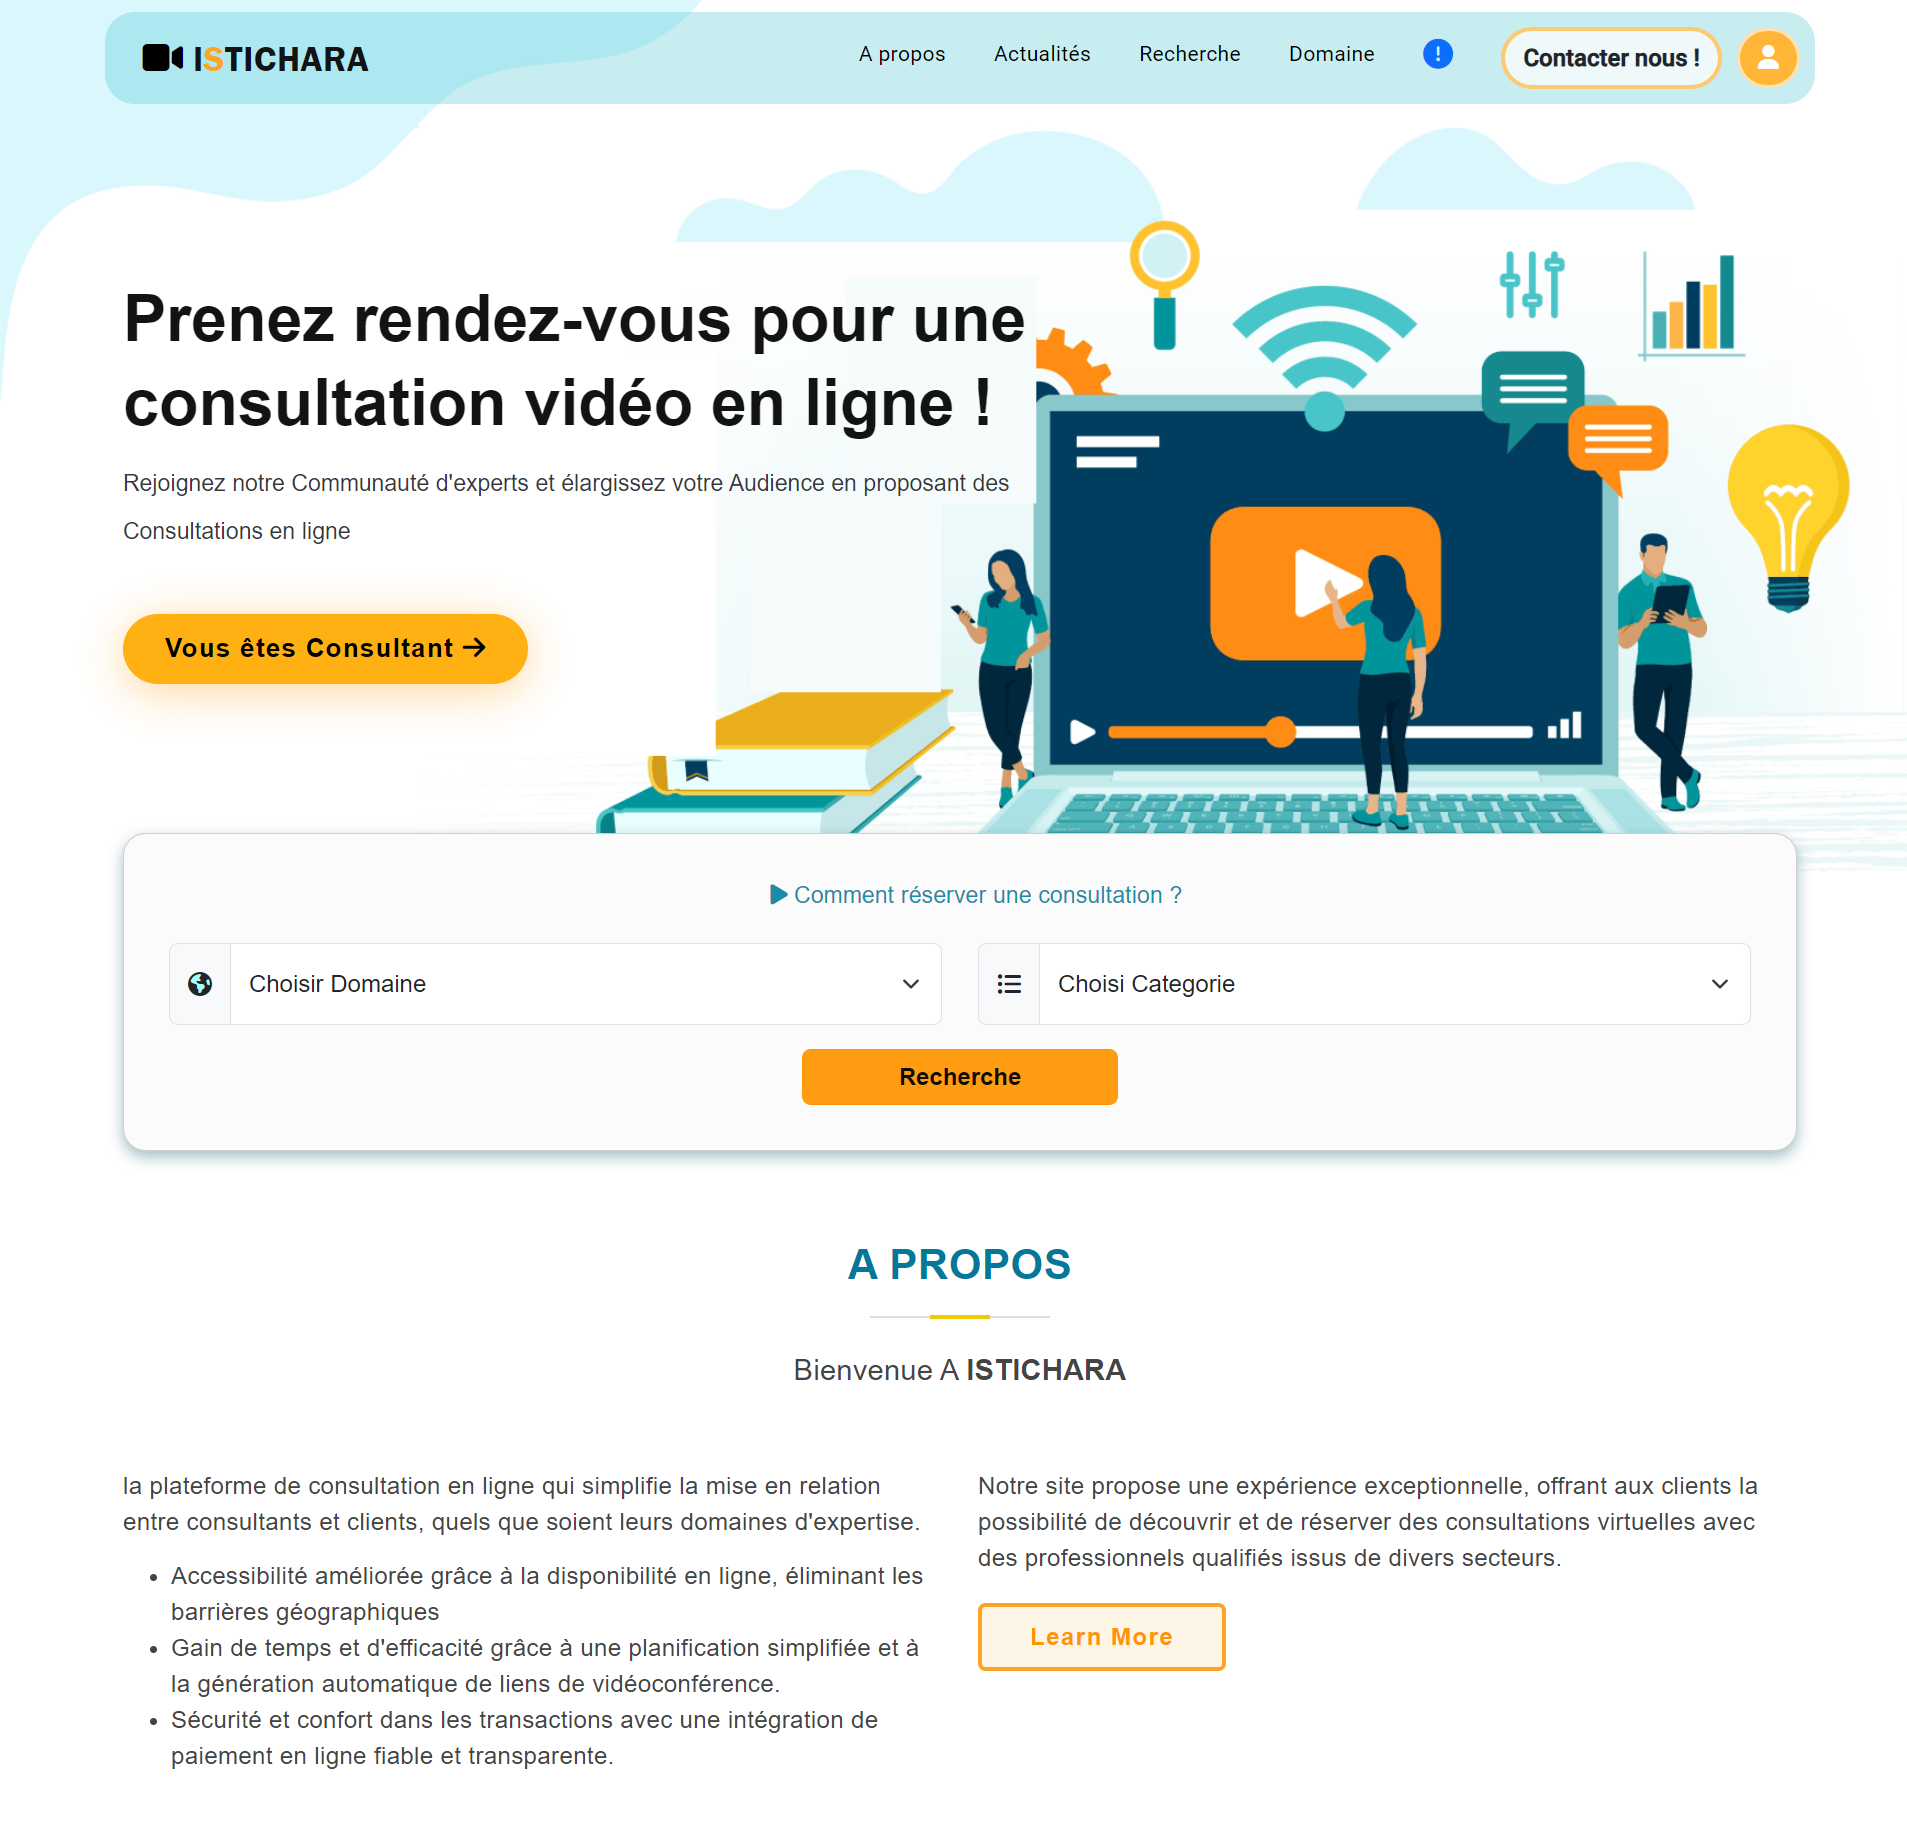 ISTICHARA
A propos
Actualités
Recherche
Domaine
Contacter nous !
Prenez rendez-vous pour une
consultation vidéo en ligne !
Rejoignez notre Communauté d'experts et élargissez votre Audience en proposant des
Consultations en ligne
Vous êtes Consultant
Comment réserver une consultation ?
Choisir Domaine
Choisi Categorie
Recherche
A PROPOS
Bienvenue A ISTICHARA
la plateforme de consultation en ligne qui simplifie la mise en relation
entre consultants et clients, quels que soient leurs domaines d'expertise.
Accessibilité améliorée grâce à la disponibilité en ligne, éliminant les
barrières géographiques
Gain de temps et d'efficacité grâce à une planification simplifiée et à
la génération automatique de liens de vidéoconférence.
Sécurité et confort dans les transactions avec une intégration de
paiement en ligne fiable et transparente.
Notre site propose une expérience exceptionnelle, offrant aux clients la
possibilité de découvrir et de réserver des consultations virtuelles avec
des professionnels qualifiés issus de divers secteurs.
Learn More